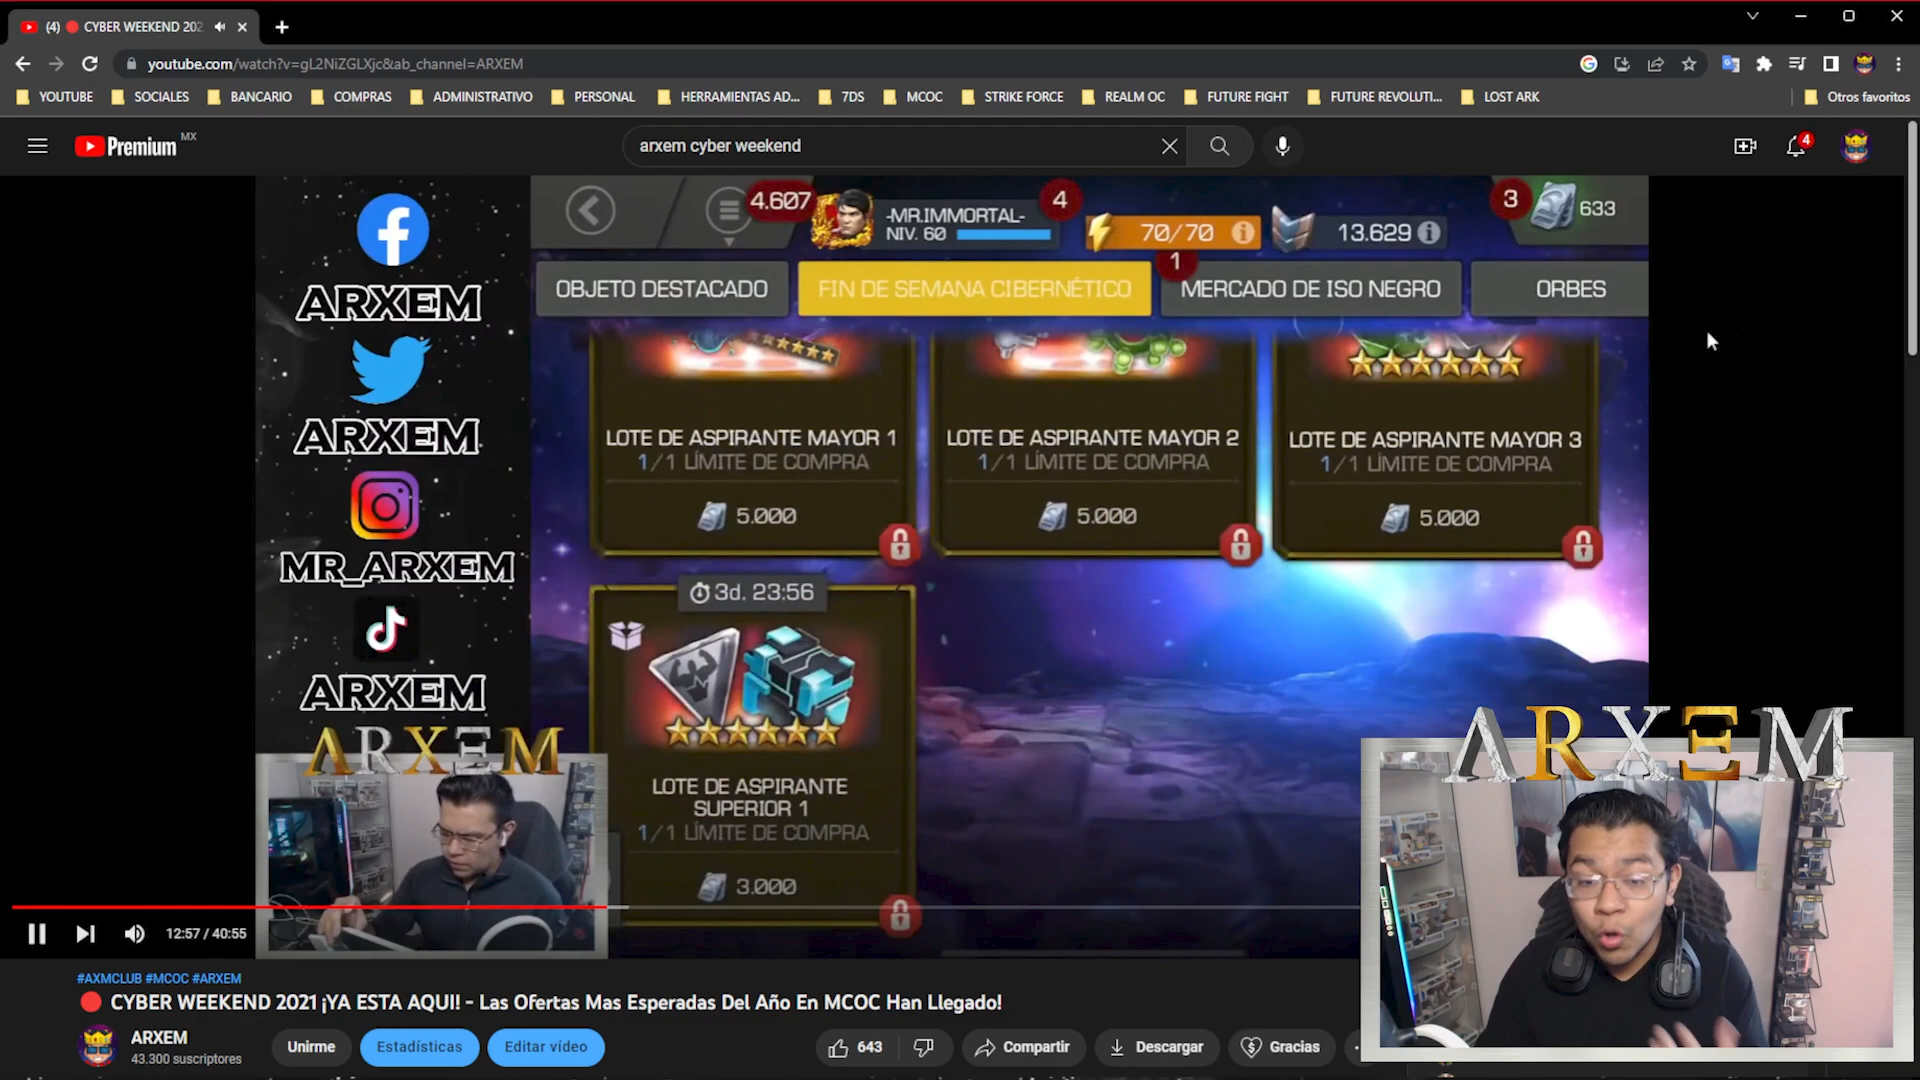 (4) CYBER WEEKEND 202
youtube.com/watch?v=gL2NiZGLXjc&ab_channel=ARXEM
YOUTUBE SOCIALES BANCARIO COMPRAS ADMINISTRATIVO PERSONAL HERRAMIENTAS AD... 7DS MCOC STRIKE FORCE REALM OC FUTURE FIGHT FUTURE REVOLUTI... LOST ARK Otros favoritos
Premium MX
arxem cyber weekend
4
ARXEM
ARXEM
MR_ARXEM
ARXEM
ARXEM
4.607
-MR.IMMORTAL-
NIV. 60
4
70/70
13.629
3
633
OBJETO DESTACADO
FIN DE SEMANA CIBERNÉTICO
1
MERCADO DE ISO NEGRO
ORBES
LOTE DE ASPIRANTE MAYOR 1
1/1 LÍMITE DE COMPRA
5.000
LOTE DE ASPIRANTE MAYOR 2
1/1 LÍMITE DE COMPRA
5.000
LOTE DE ASPIRANTE MAYOR 3
1/1 LÍMITE DE COMPRA
5.000
3d. 23:56
LOTE DE ASPIRANTE
SUPERIOR 1
1/1 LÍMITE DE COMPRA
3.000
ARXEM
12:57 / 40:55
#AXMCLUB #MCOC #ARXEM
CYBER WEEKEND 2021 ¡YA ESTA AQUI! - Las Ofertas Mas Esperadas Del Año En MCOC Han Llegado!
ARXEM
43.300 suscriptores
Unirme
Estadísticas
Editar vídeo
643
Compartir
Descargar
Gracias